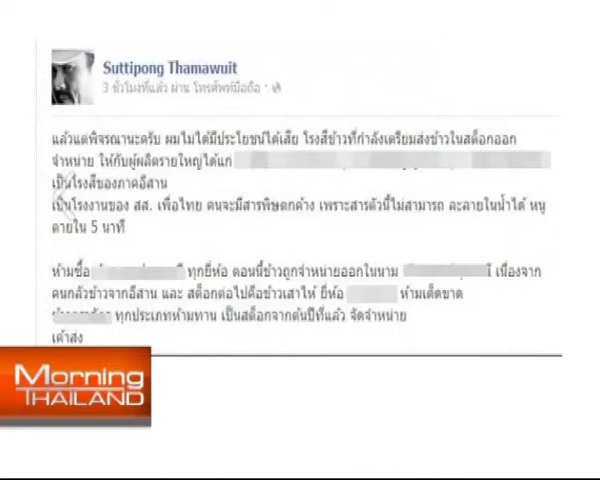 Suttipong Thamawuit
3 ชั่วโมงที่แล้ว ผ่าน โทรศัพท์มือถือ ·
แล้วแต่พิจรณานะครับ ผมไม่ได้มีประโยชน์ได้เสีย โรงสีข้าวที่กำลังเตรียมส่งข้าวในสต็อกออก
จำหน่าย ให้กับผู้ผลิตรายใหญ่ได้แก่
เป็นโรงสีของภาคอีสาน
เป็นโรงงานของ สส. เพื่อไทย คนจะมีสารพิษตกค้าง เพราะสารตัวนี้ไม่สามารถ ละลายในน้ำได้ หนู
ตายใน 5 นาที
ห้ามซื้อ ทุกยี่ห้อ ตอนนี้ข้าวถูกจำหน่ายออกในนาม เนื่องจาก
คนกลัวข้าวจากอีสาน และ สต็อกต่อไปคือข้าวเสาไห้ ยี่ห้อ ห้ามเด็ดขาด
ทุกประเภทห้ามทาน เป็นสต็อกจากต้นปีที่แล้ว จัดจำหน่าย
เค้าส่ง
Morning
THAILAND